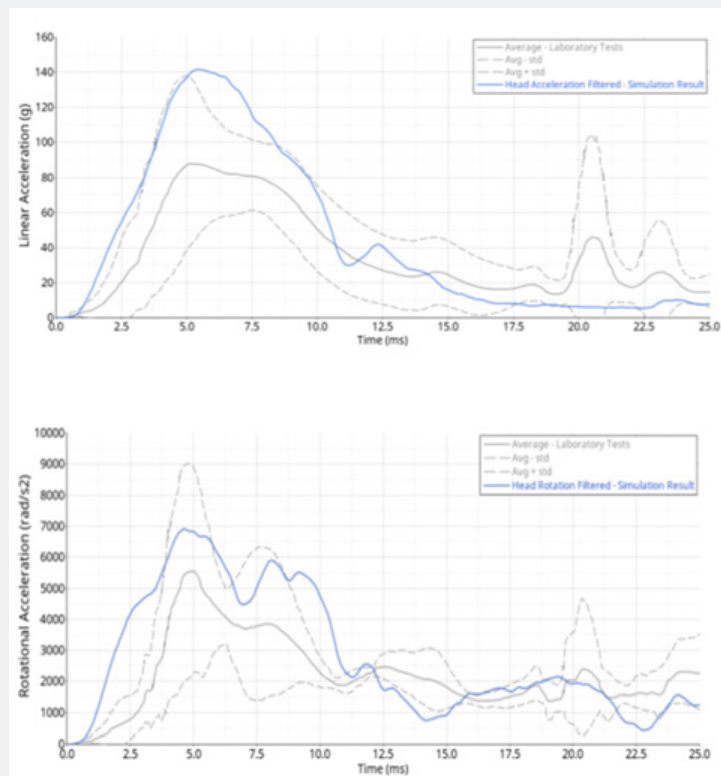 160
140
120
100
80
60
40
20
0
Linear Acceleration (g)
Average - Laboratory Tests
Avg - std
Avg + std
Head Acceleration Filtered - Simulation Result
0.0 2.5 5.0 7.5 10.0 12.5 15.0 17.5 20.0 22.5 25.0
Time (ms)
10000
9000
8000
7000
6000
5000
4000
3000
2000
1000
0
Rotational Acceleration (rad/s2)
Average - Laboratory Tests
Avg - std
Avg + std
Head Rotation Filtered - Simulation Result
0.0 2.5 5.0 7.5 10.0 12.5 15.0 17.5 20.0 22.5 25.0
Time (ms)